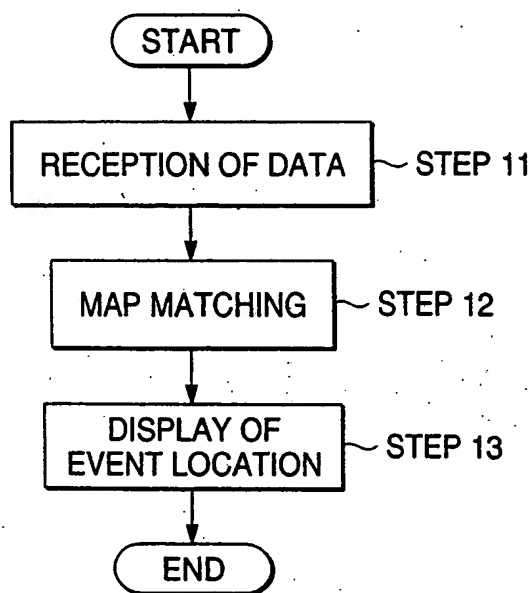 START
RECEPTION OF DATA
STEP 11
MAP MATCHING
STEP 12
DISPLAY OF
EVENT LOCATION
STEP 13
END